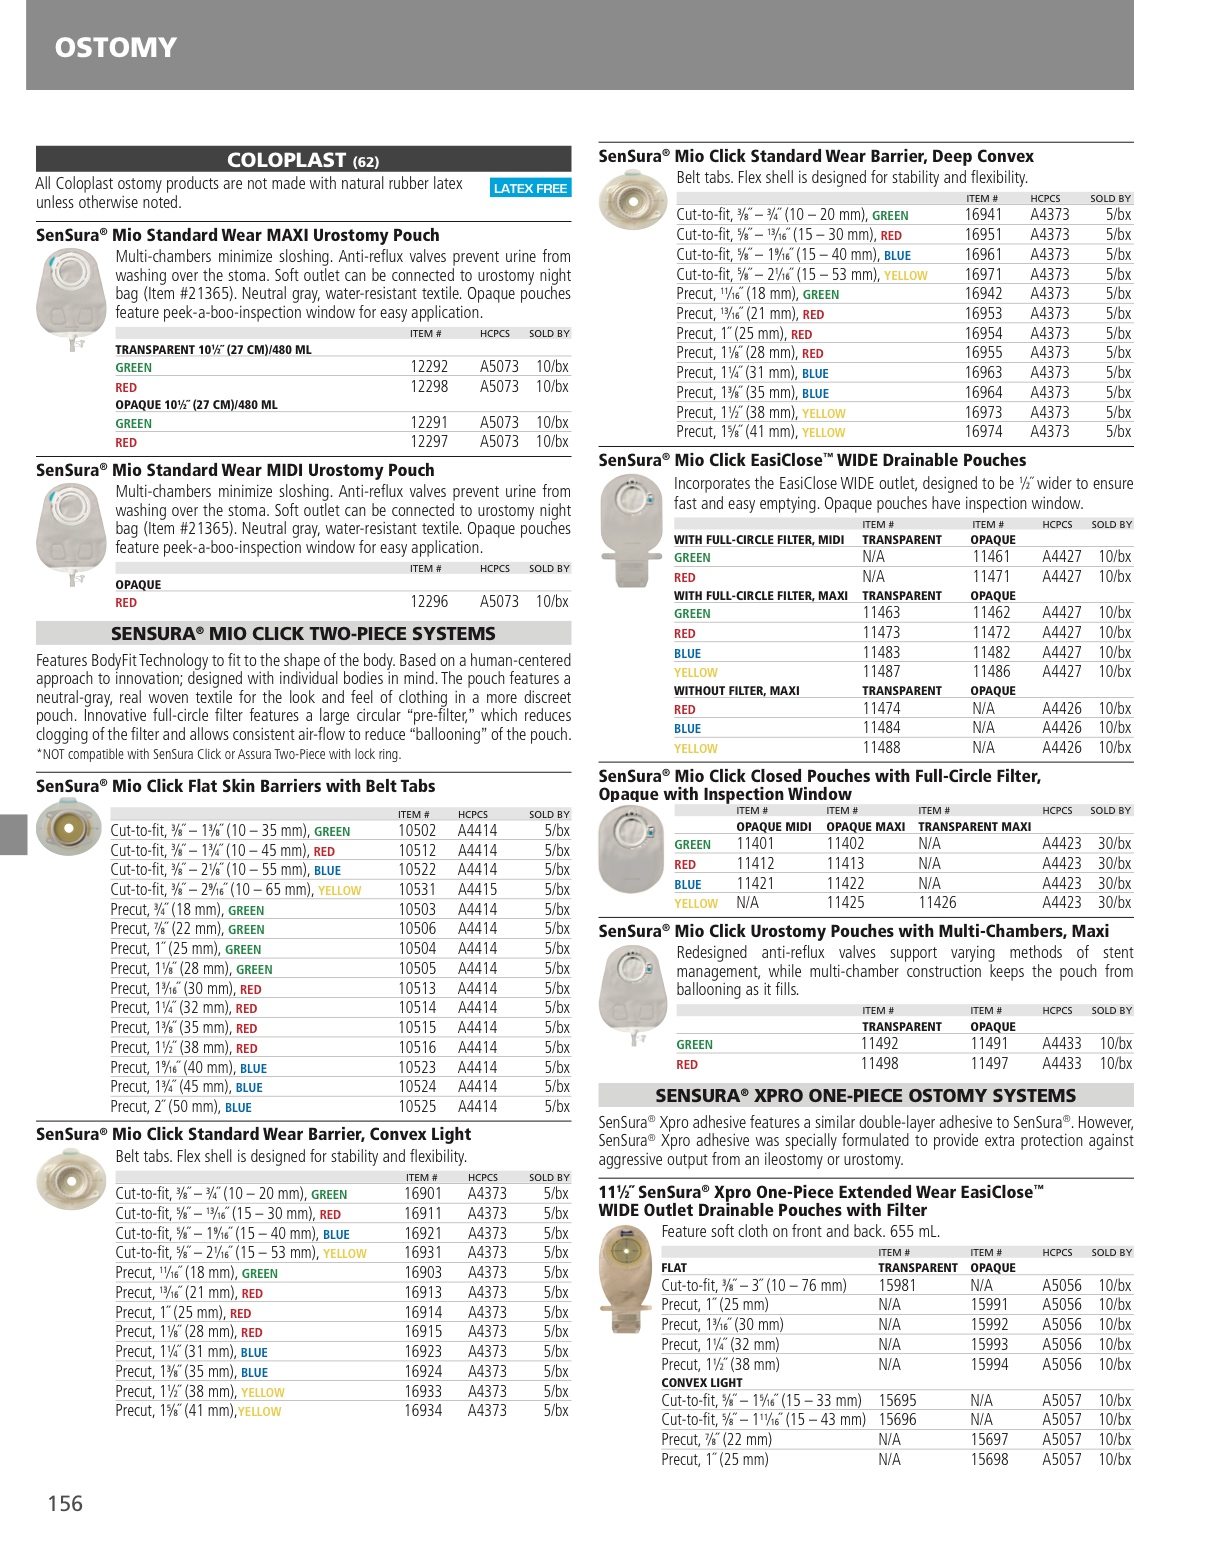 OSTOMY
COLOPLAST (62)
All Coloplast ostomy products are not made with natural rubber latex
unless otherwise noted.
LATEX FREE
SenSura® Mio Standard Wear MAXI Urostomy Pouch
Multi-chambers minimize sloshing. Anti-reflux valves prevent urine from
washing over the stoma. Soft outlet can be connected to urostomy night
bag (Item #21365). Neutral gray, water-resistant textile. Opaque pouches
feature peek-a-boo-inspection window for easy application.
ITEM # HCPCS SOLD BY
TRANSPARENT 10½˝ (27 CM)/480 ML
GREEN 12292 A5073 10/bx
RED 12298 A5073 10/bx
OPAQUE 10½˝ (27 CM)/480 ML
GREEN 12291 A5073 10/bx
RED 12297 A5073 10/bx
SenSura® Mio Standard Wear MIDI Urostomy Pouch
Multi-chambers minimize sloshing. Anti-reflux valves prevent urine from
washing over the stoma. Soft outlet can be connected to urostomy night
bag (Item #21365). Neutral gray, water-resistant textile. Opaque pouches
feature peek-a-boo-inspection window for easy application.
ITEM # HCPCS SOLD BY
OPAQUE
RED 12296 A5073 10/bx
SENSURA® MIO CLICK TWO-PIECE SYSTEMS
Features BodyFit Technology to fit to the shape of the body. Based on a human-centered
approach to innovation; designed with individual bodies in mind. The pouch features a
neutral-gray, real woven textile for the look and feel of clothing in a more discreet
pouch. Innovative full-circle filter features a large circular “pre-filter,” which reduces
clogging of the filter and allows consistent air-flow to reduce “ballooning” of the pouch.
*NOT compatible with SenSura Click or Assura Two-Piece with lock ring.
SenSura® Mio Click Flat Skin Barriers with Belt Tabs
ITEM # HCPCS SOLD BY
Cut-to-fit, ⅜˝ – 1⅜˝ (10 – 35 mm), GREEN 10502 A4414 5/bx
Cut-to-fit, ⅜˝ – 1¾˝ (10 – 45 mm), RED 10512 A4414 5/bx
Cut-to-fit, ⅜˝ – 2⅛˝ (10 – 55 mm), BLUE 10522 A4414 5/bx
Cut-to-fit, ⅜˝ – 2⁹⁄₁₆˝ (10 – 65 mm), YELLOW 10531 A4415 5/bx
Precut, ¾˝ (18 mm), GREEN 10503 A4414 5/bx
Precut, ⅞˝ (22 mm), GREEN 10506 A4414 5/bx
Precut, 1˝ (25 mm), GREEN 10504 A4414 5/bx
Precut, 1⅛˝ (28 mm), GREEN 10505 A4414 5/bx
Precut, 1³⁄₁₆˝ (30 mm), RED 10513 A4414 5/bx
Precut, 1¼˝ (32 mm), RED 10514 A4414 5/bx
Precut, 1⅜˝ (35 mm), RED 10515 A4414 5/bx
Precut, 1½˝ (38 mm), RED 10516 A4414 5/bx
Precut, 1⁹⁄₁₆˝ (40 mm), BLUE 10523 A4414 5/bx
Precut, 1¾˝ (45 mm), BLUE 10524 A4414 5/bx
Precut, 2˝ (50 mm), BLUE 10525 A4414 5/bx
SenSura® Mio Click Standard Wear Barrier, Convex Light
Belt tabs. Flex shell is designed for stability and flexibility.
ITEM # HCPCS SOLD BY
Cut-to-fit, ⅜˝ – ¾˝ (10 – 20 mm), GREEN 16901 A4373 5/bx
Cut-to-fit, ⅝˝ – ¹³⁄₁₆˝ (15 – 30 mm), RED 16911 A4373 5/bx
Cut-to-fit, ⅝˝ – 1⁹⁄₁₆˝ (15 – 40 mm), BLUE 16921 A4373 5/bx
Cut-to-fit, ⅝˝ – 2¹⁄₁₆˝ (15 – 53 mm), YELLOW 16931 A4373 5/bx
Precut, ¹¹⁄₁₆˝ (18 mm), GREEN 16903 A4373 5/bx
Precut, ¹³⁄₁₆˝ (21 mm), RED 16913 A4373 5/bx
Precut, 1˝ (25 mm), RED 16914 A4373 5/bx
Precut, 1⅛˝ (28 mm), RED 16915 A4373 5/bx
Precut, 1¼˝ (31 mm), BLUE 16923 A4373 5/bx
Precut, 1⅜˝ (35 mm), BLUE 16924 A4373 5/bx
Precut, 1½˝ (38 mm), YELLOW 16933 A4373 5/bx
Precut, 1⅝˝ (41 mm),YELLOW 16934 A4373 5/bx
SenSura® Mio Click Standard Wear Barrier, Deep Convex
Belt tabs. Flex shell is designed for stability and flexibility.
ITEM # HCPCS SOLD BY
Cut-to-fit, ⅜˝ – ¾˝ (10 – 20 mm), GREEN 16941 A4373 5/bx
Cut-to-fit, ⅝˝ – ¹³⁄₁₆˝ (15 – 30 mm), RED 16951 A4373 5/bx
Cut-to-fit, ⅝˝ – 1⁹⁄₁₆˝ (15 – 40 mm), BLUE 16961 A4373 5/bx
Cut-to-fit, ⅝˝ – 2¹⁄₁₆˝ (15 – 53 mm), YELLOW 16971 A4373 5/bx
Precut, ¹¹⁄₁₆˝ (18 mm), GREEN 16942 A4373 5/bx
Precut, ¹³⁄₁₆˝ (21 mm), RED 16953 A4373 5/bx
Precut, 1˝ (25 mm), RED 16954 A4373 5/bx
Precut, 1⅛˝ (28 mm), RED 16955 A4373 5/bx
Precut, 1¼˝ (31 mm), BLUE 16963 A4373 5/bx
Precut, 1⅜˝ (35 mm), BLUE 16964 A4373 5/bx
Precut, 1½˝ (38 mm), YELLOW 16973 A4373 5/bx
Precut, 1⅝˝ (41 mm), YELLOW 16974 A4373 5/bx
SenSura® Mio Click EasiClose™ WIDE Drainable Pouches
Incorporates the EasiClose WIDE outlet, designed to be ½˝ wider to ensure
fast and easy emptying. Opaque pouches have inspection window.
ITEM # ITEM # HCPCS SOLD BY
WITH FULL-CIRCLE FILTER, MIDI TRANSPARENT OPAQUE
GREEN N/A 11461 A4427 10/bx
RED N/A 11471 A4427 10/bx
WITH FULL-CIRCLE FILTER, MAXI TRANSPARENT OPAQUE
GREEN 11463 11462 A4427 10/bx
RED 11473 11472 A4427 10/bx
BLUE 11483 11482 A4427 10/bx
YELLOW 11487 11486 A4427 10/bx
WITHOUT FILTER, MAXI TRANSPARENT OPAQUE
RED 11474 N/A A4426 10/bx
BLUE 11484 N/A A4426 10/bx
YELLOW 11488 N/A A4426 10/bx
SenSura® Mio Click Closed Pouches with Full-Circle Filter,
Opaque with Inspection Window
ITEM # ITEM # ITEM # HCPCS SOLD BY
OPAQUE MIDI OPAQUE MAXI TRANSPARENT MAXI
GREEN 11401 11402 N/A A4423 30/bx
RED 11412 11413 N/A A4423 30/bx
BLUE 11421 11422 N/A A4423 30/bx
YELLOW N/A 11425 11426 A4423 30/bx
SenSura® Mio Click Urostomy Pouches with Multi-Chambers, Maxi
Redesigned anti-reflux valves support varying methods of stent
management, while multi-chamber construction keeps the pouch from
ballooning as it fills.
ITEM # ITEM # HCPCS SOLD BY
TRANSPARENT OPAQUE
GREEN 11492 11491 A4433 10/bx
RED 11498 11497 A4433 10/bx
SENSURA® XPRO ONE-PIECE OSTOMY SYSTEMS
SenSura® Xpro adhesive features a similar double-layer adhesive to SenSura®. However,
SenSura® Xpro adhesive was specially formulated to provide extra protection against
aggressive output from an ileostomy or urostomy.
11½˝ SenSura® Xpro One-Piece Extended Wear EasiClose™
WIDE Outlet Drainable Pouches with Filter
Feature soft cloth on front and back. 655 mL.
ITEM # ITEM # HCPCS SOLD BY
FLAT TRANSPARENT OPAQUE
Cut-to-fit, ⅜˝ – 3˝ (10 – 76 mm) 15981 N/A A5056 10/bx
Precut, 1˝ (25 mm) N/A 15991 A5056 10/bx
Precut, 1³⁄₁₆˝ (30 mm) N/A 15992 A5056 10/bx
Precut, 1¼˝ (32 mm) N/A 15993 A5056 10/bx
Precut, 1½˝ (38 mm) N/A 15994 A5056 10/bx
CONVEX LIGHT
Cut-to-fit, ⅝˝ – 1⁵⁄₁₆˝ (15 – 33 mm) 15695 N/A A5057 10/bx
Cut-to-fit, ⅝˝ – 1¹¹⁄₁₆˝ (15 – 43 mm) 15696 N/A A5057 10/bx
Precut, ⅞˝ (22 mm) N/A 15697 A5057 10/bx
Precut, 1˝ (25 mm) N/A 15698 A5057 10/bx
156